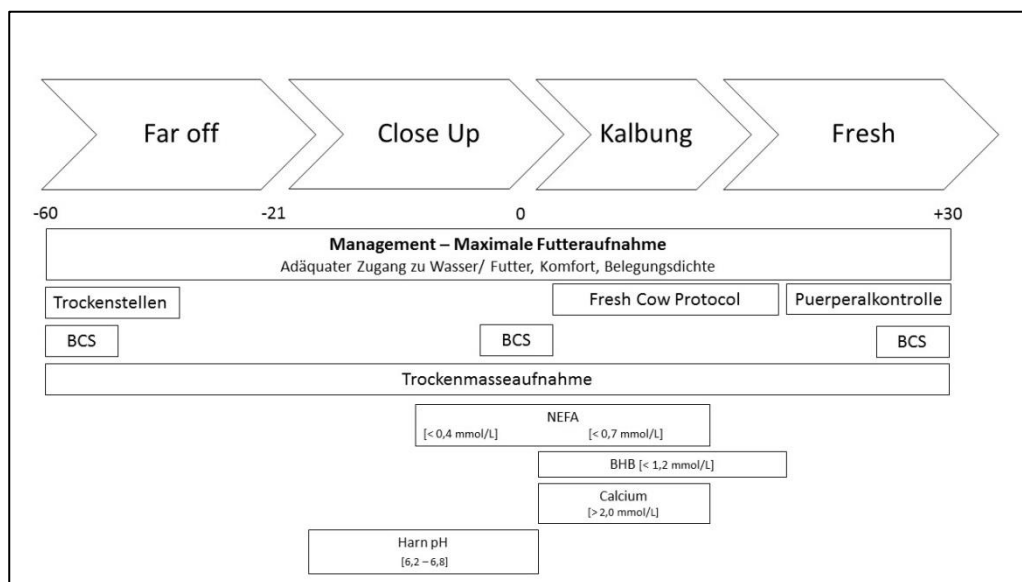 Far off
Close Up
Kalbung
Fresh
-60
-21
0
+30
Management – Maximale Futteraufnahme
Adäquater Zugang zu Wasser/ Futter, Komfort, Belegungsdichte
Trockenstellen
Fresh Cow Protocol
Puerperalkontrolle
BCS
BCS
BCS
Trockenmasseaufnahme
NEFA
[< 0,4 mmol/L]
[< 0,7 mmol/L]
BHB [< 1,2 mmol/L]
Calcium
[> 2,0 mmol/L]
Harn pH
[6,2 – 6,8]